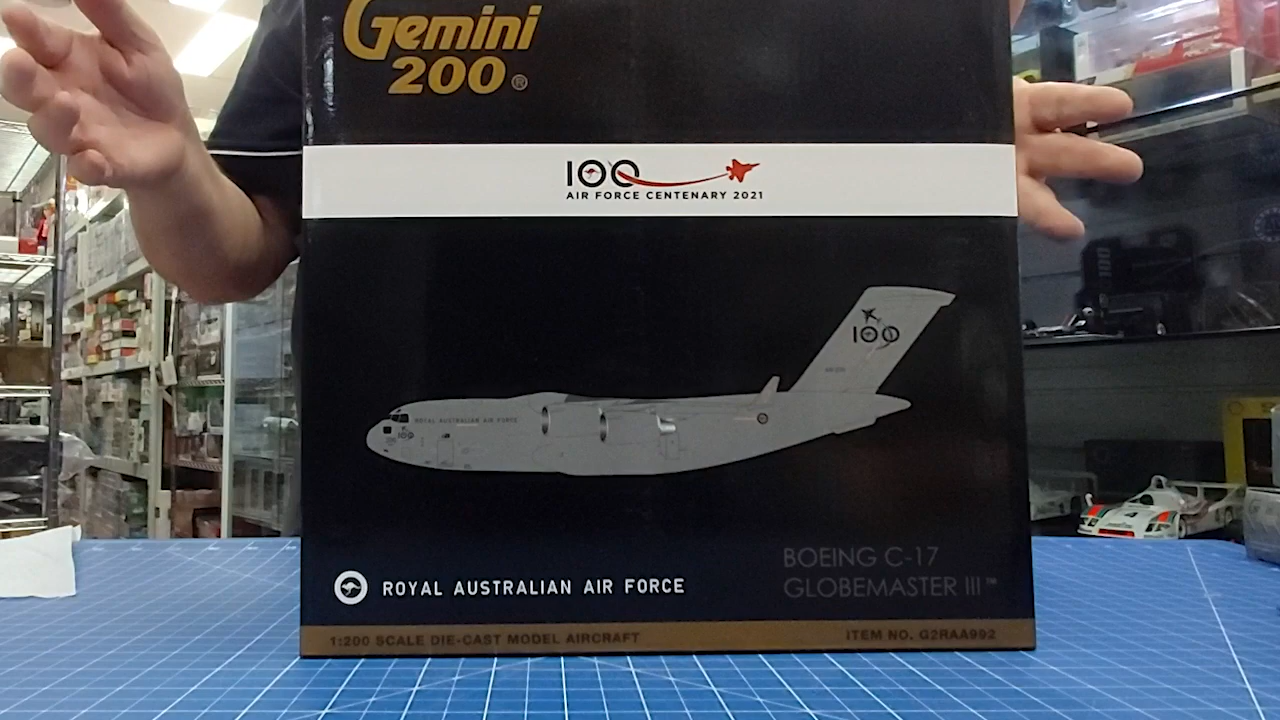 Gemini
200®
100
AIR FORCE CENTENARY 2021
100
ROYAL AUSTRALIAN AIR FORCE
100
BOEING C-17
GLOBEMASTER III™
ROYAL AUSTRALIAN AIR FORCE
1:200 SCALE DIE-CAST MODEL AIRCRAFT
ITEM NO. G2RAA992